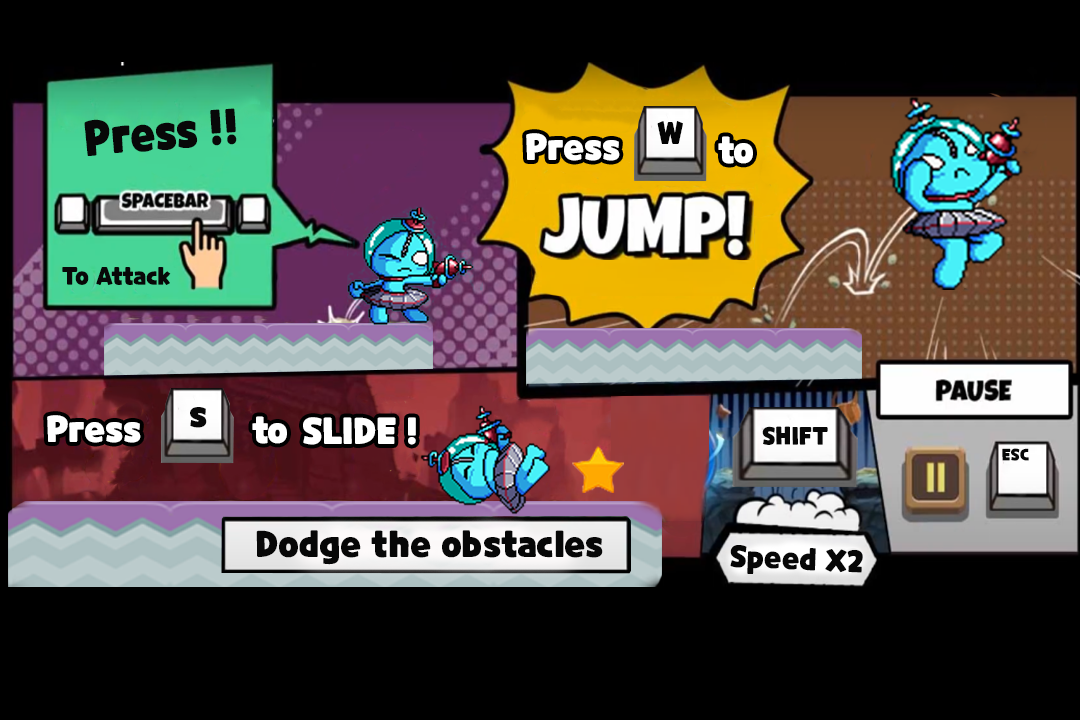 Press !!
SPACEBAR
To Attack
Press W to
JUMP!
Press S to SLIDE !
Dodge the obstacles
SHIFT
Speed X2
PAUSE
ESC